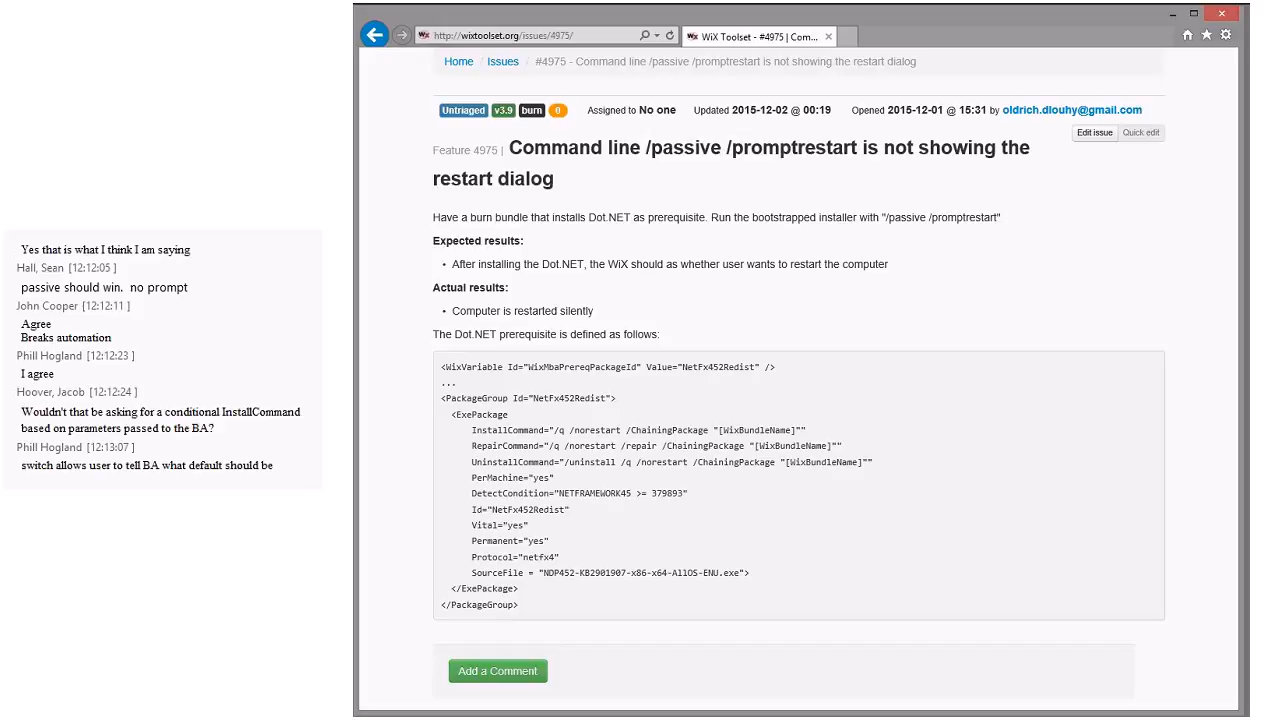 Yes that is what I think I am saying
Hall, Sean [12:12:05 ]
passive should win.  no prompt
John Cooper [12:12:11 ]
Agree
Breaks automation
Phill Hogland [12:12:23 ]
I agree
Hoover, Jacob [12:12:24 ]
Wouldn't that be asking for a conditional InstallCommand
based on parameters passed to the BA?
Phill Hogland [12:13:07 ]
switch allows user to tell BA what default should be
http://wixtoolset.org/issues/4975/
WiX Toolset - #4975 | Com...
Home / Issues / #4975 - Command line /passive /promptrestart is not showing the restart dialog
Untriaged v3.9 burn 0 Assigned to No one Updated 2015-12-02 @ 00:19 Opened 2015-12-01 @ 15:31 by oldrich.dlouhy@gmail.com
Edit issue Quick edit
Feature 4975 | Command line /passive /promptrestart is not showing the
restart dialog
Have a burn bundle that installs Dot.NET as prerequisite. Run the bootstrapped installer with "/passive /promptrestart"
Expected results:
• After installing the Dot.NET, the WiX should as whether user wants to restart the computer
Actual results:
• Computer is restarted silently
The Dot.NET prerequisite is defined as follows:
<WixVariable Id="WixMbaPrereqPackageId" Value="NetFx452Redist" />
...
<PackageGroup Id="NetFx452Redist">
<ExePackage
InstallCommand="/q /norestart /ChainingPackage "[WixBundleName]""
RepairCommand="/q /norestart /repair /ChainingPackage "[WixBundleName]""
UninstallCommand="/uninstall /q /norestart /ChainingPackage "[WixBundleName]""
PerMachine="yes"
DetectCondition="NETFRAMEWORK45 >= 379893"
Id="NetFx452Redist"
Vital="yes"
Permanent="yes"
Protocol="netfx4"
SourceFile = "NDP452-KB2901907-x86-x64-AllOS-ENU.exe">
</ExePackage>
</PackageGroup>
Add a Comment